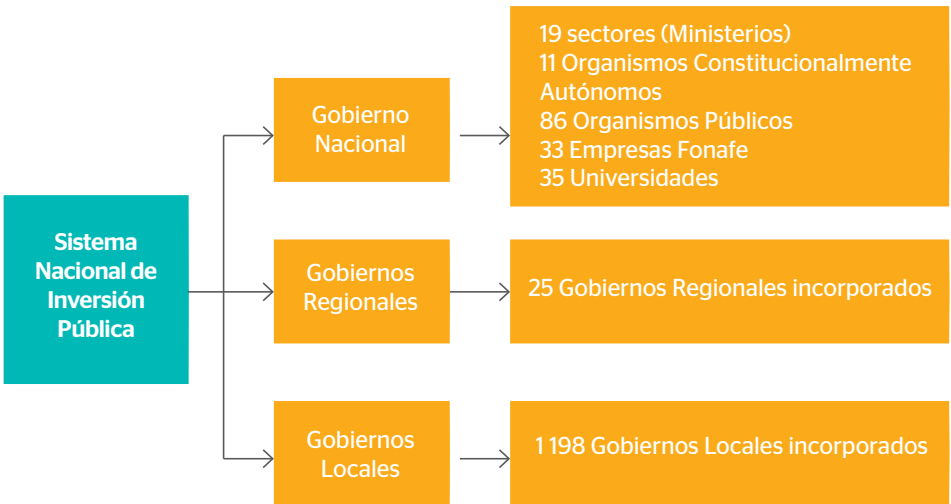 Sistema
Nacional de
Inversión
Pública
Gobierno
Nacional
19 sectores (Ministerios)
11 Organismos Constitucionalmente
Autónomos
86 Organismos Públicos
33 Empresas Fonafe
35 Universidades
Gobiernos
Regionales
25 Gobiernos Regionales incorporados
Gobiernos
Locales
1 198 Gobiernos Locales incorporados